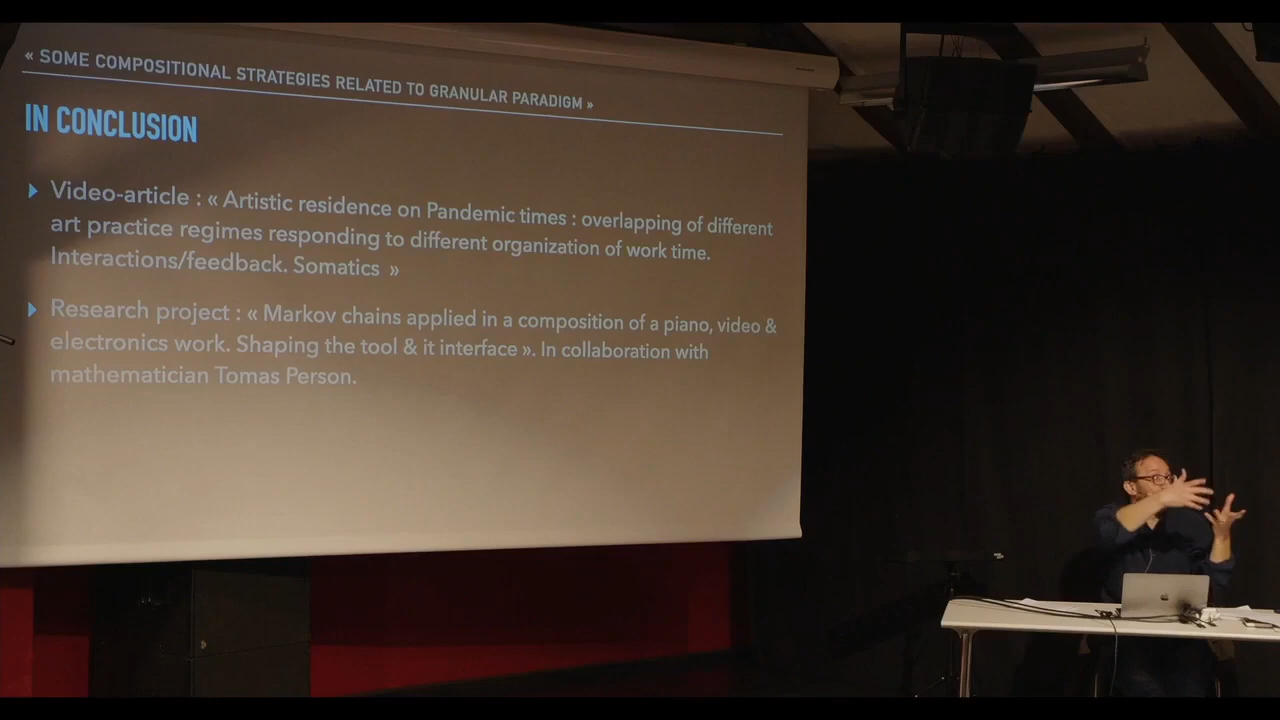 « SOME COMPOSITIONAL STRATEGIES RELATED TO GRANULAR PARADIGM »
IN CONCLUSION
Video-article : « Artistic residence on Pandemic times : overlapping of different
art practice regimes responding to different organization of work time.
Interactions/feedback. Somatics »
Research project : « Markov chains applied in a composition of a piano, video &
electronics work. Shaping the tool & it interface ». In collaboration with
mathematician Tomas Person.